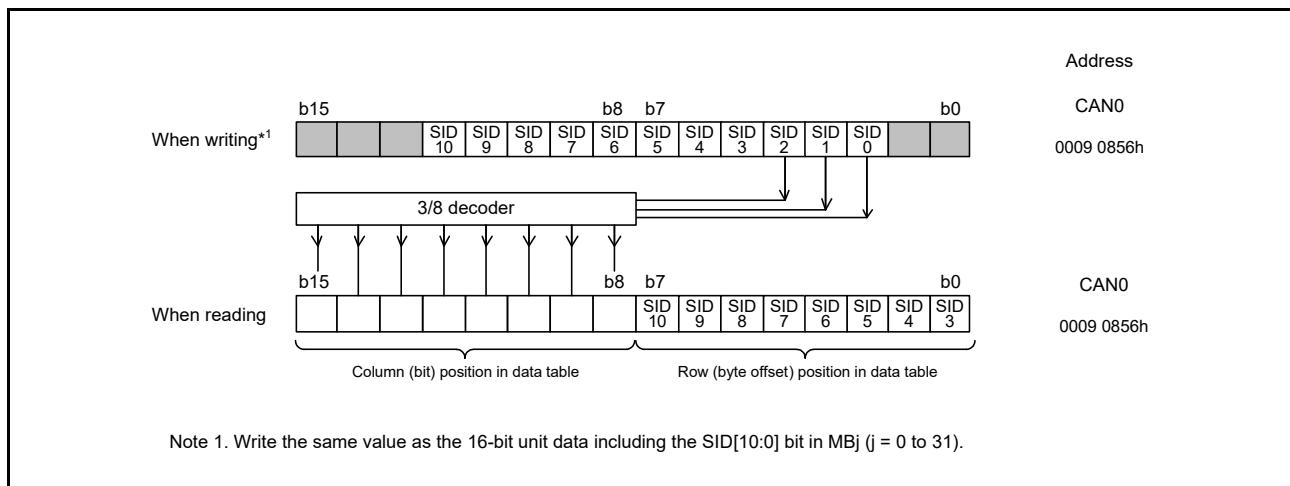 Address
b15 b8 b7 b0 CAN0
When writing*1 SID 10 SID 9 SID 8 SID 7 SID 6 SID 5 SID 4 SID 3 SID 2 SID 1 SID 0 0009 0856h
3/8 decoder
b15 b8 b7 b0 CAN0
When reading SID 10 SID 9 SID 8 SID 7 SID 6 SID 5 SID 4 SID 3 0009 0856h
Column (bit) position in data table Row (byte offset) position in data table
Note 1. Write the same value as the 16-bit unit data including the SID[10:0] bit in MBj (j = 0 to 31).